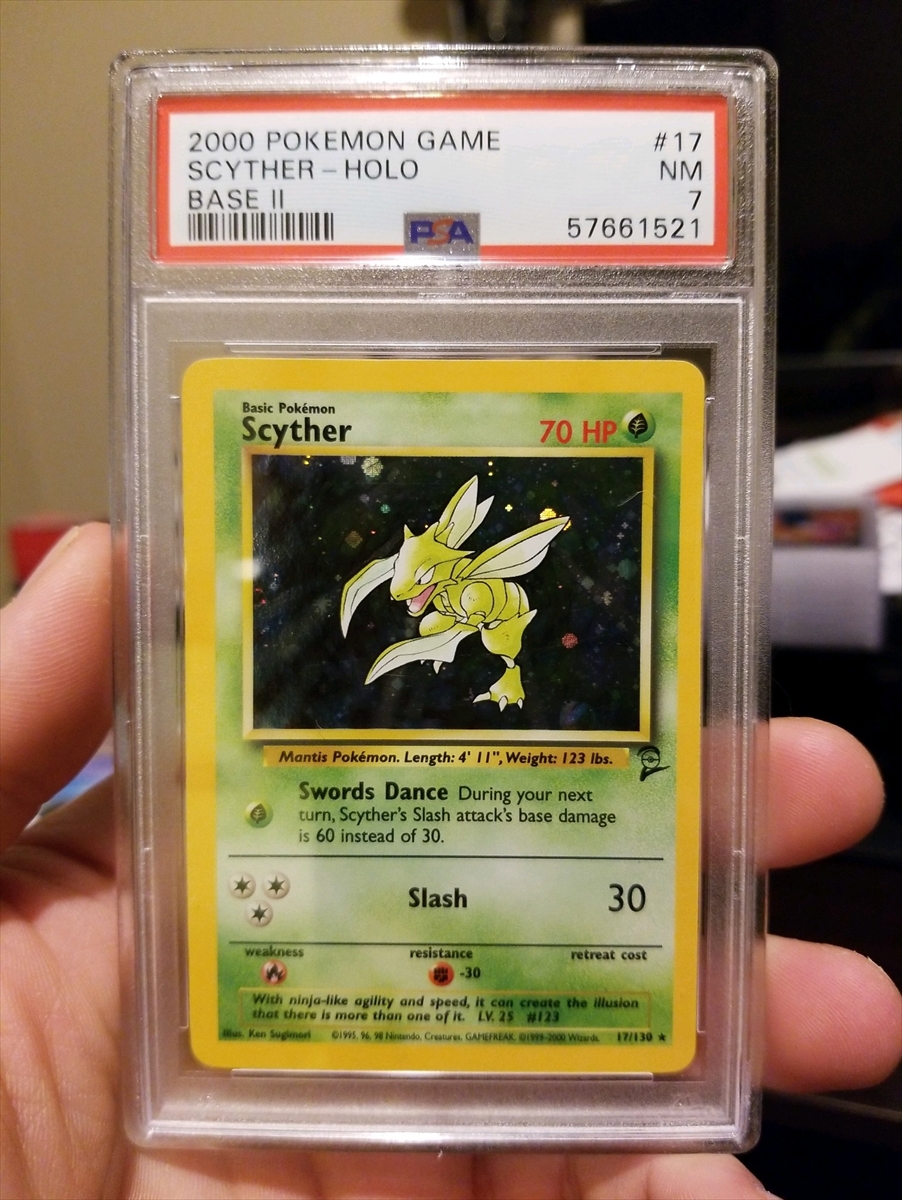 2000 POKEMON GAME #17
SCYTHER - HOLO NM
BASE II 7
PSA 57661521
Basic Pokémon
Scyther 70 HP
Mantis Pokémon. Length: 4' 11", Weight: 123 lbs.
Swords Dance During your next
turn, Scyther's Slash attack's base damage
is 60 instead of 30.
Slash 30
weakness resistance retreat cost
-30
With ninja-like agility and speed, it can create the illusion
that there is more than one of it. LV. 25 #123
Illus. Ken Sugimori ©1995, 96, 98 Nintendo, Creatures, GAMEFREAK. ©1999-2000 Wizards. 17/130 ★